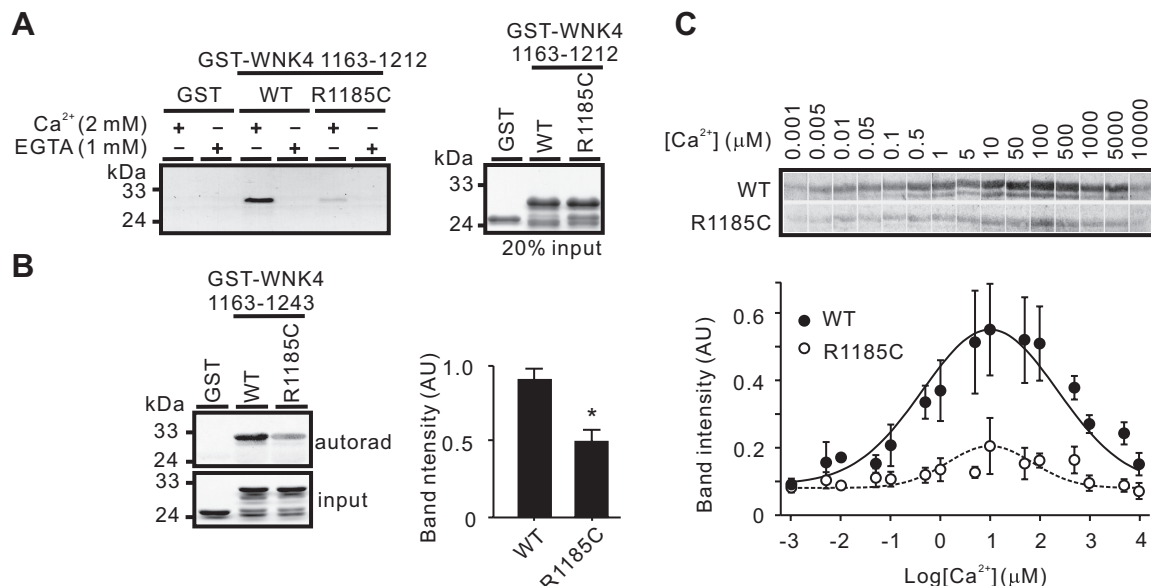 A
GST-WNK4 1163-1212
GST WT R1185C
Ca²⁺ (2 mM) + – + – + –
EGTA (1 mM) – + – + – +
kDa
33
24
GST-WNK4
1163-1212
GST WT R1185C
kDa
33
24
20% input
B
GST-WNK4
1163-1243
GST WT R1185C
kDa
33
24
autorad
33
24
input
Band ntensity (AU)
1.0
0.5
0
*
WT R1185C
C
[Ca²⁺] (µM) 0.001 0.005 0.01 0.05 0.1 0.5 1 5 10 50 100 500 1000 5000 10000
WT
R1185C
Band intensity (AU)
0.6
0.4
0.2
0
WT
R1185C
-3 -2 -1 0 1 2 3 4
Log[Ca²⁺] (µM)